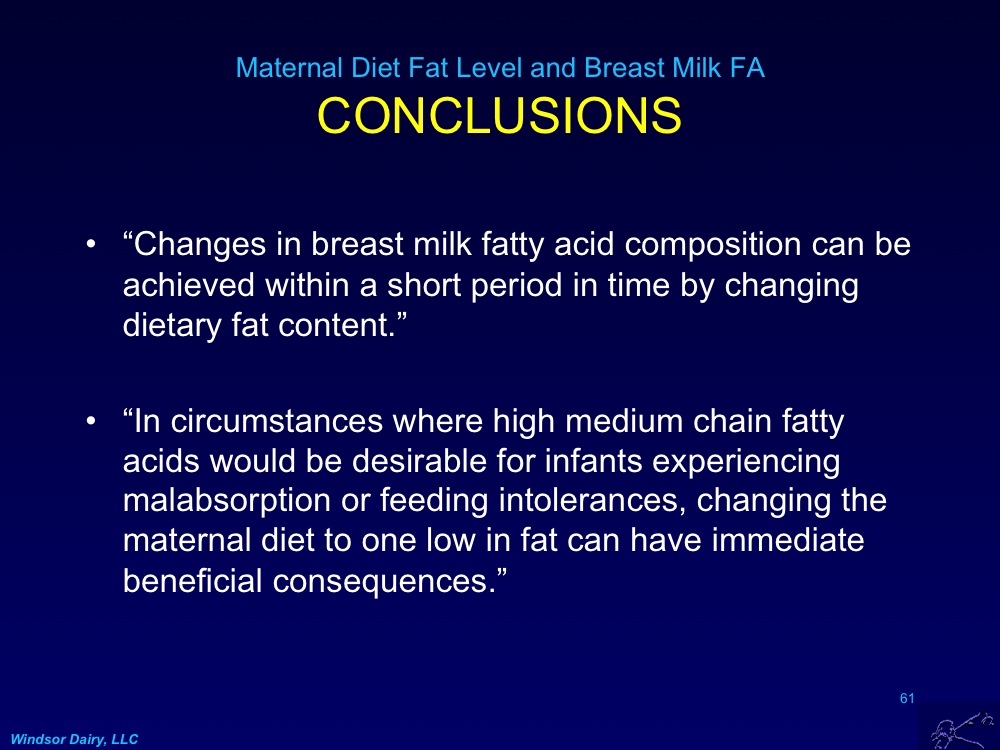 Maternal Diet Fat Level and Breast Milk FA
CONCLUSIONS
• “Changes in breast milk fatty acid composition can be
achieved within a short period in time by changing
dietary fat content.”
• “In circumstances where high medium chain fatty
acids would be desirable for infants experiencing
malabsorption or feeding intolerances, changing the
maternal diet to one low in fat can have immediate
beneficial consequences.”
61
Windsor Dairy, LLC